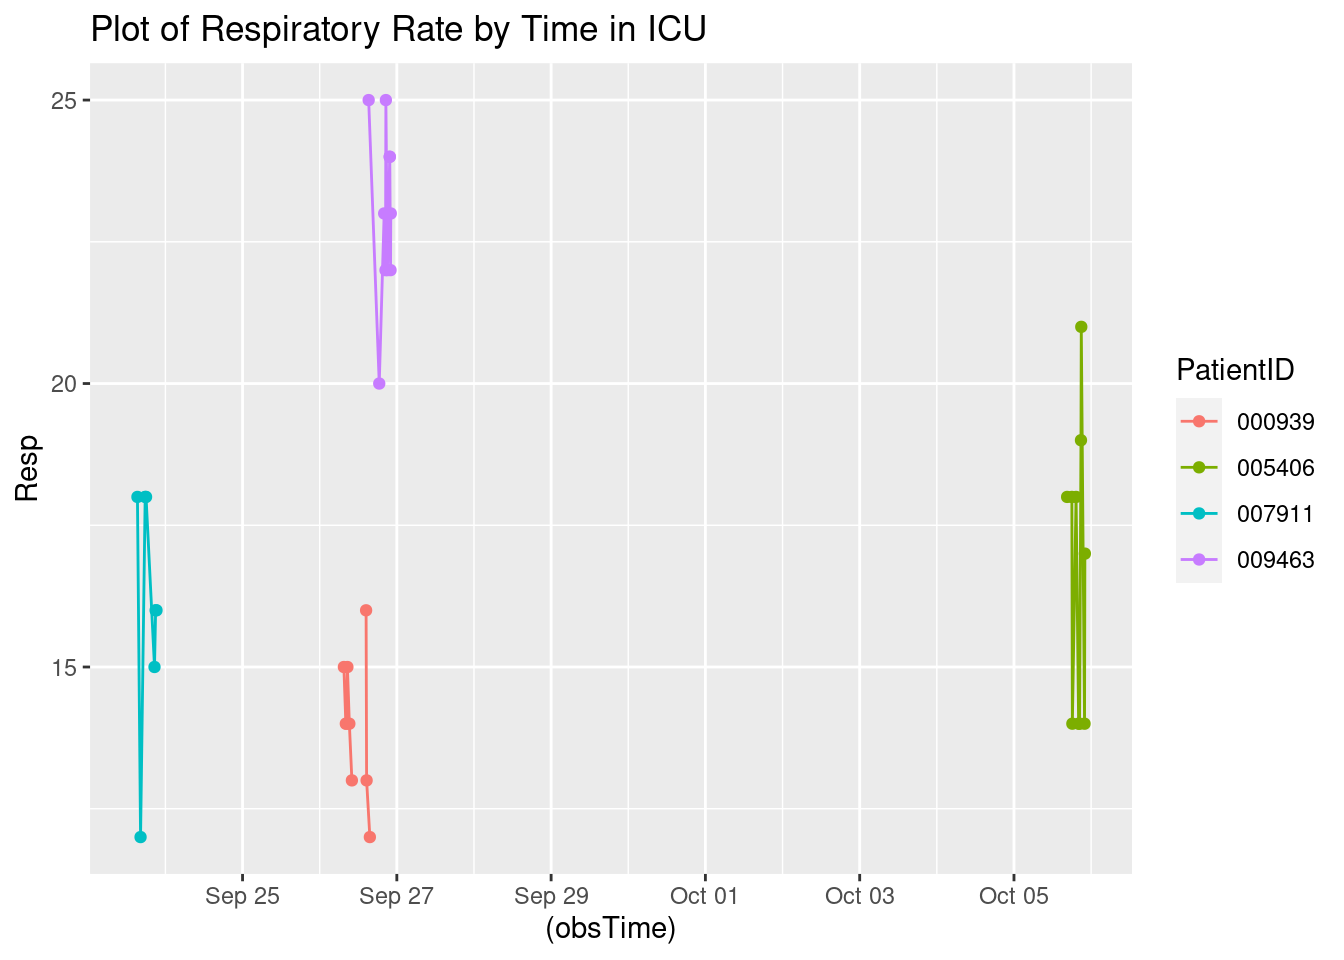 Plot of Respiratory Rate by Time in ICU
25
20
15
Resp
Sep 25
Sep 27
Sep 29
Oct 01
Oct 03
Oct 05
(obsTime)
PatientID
000939
005406
007911
009463